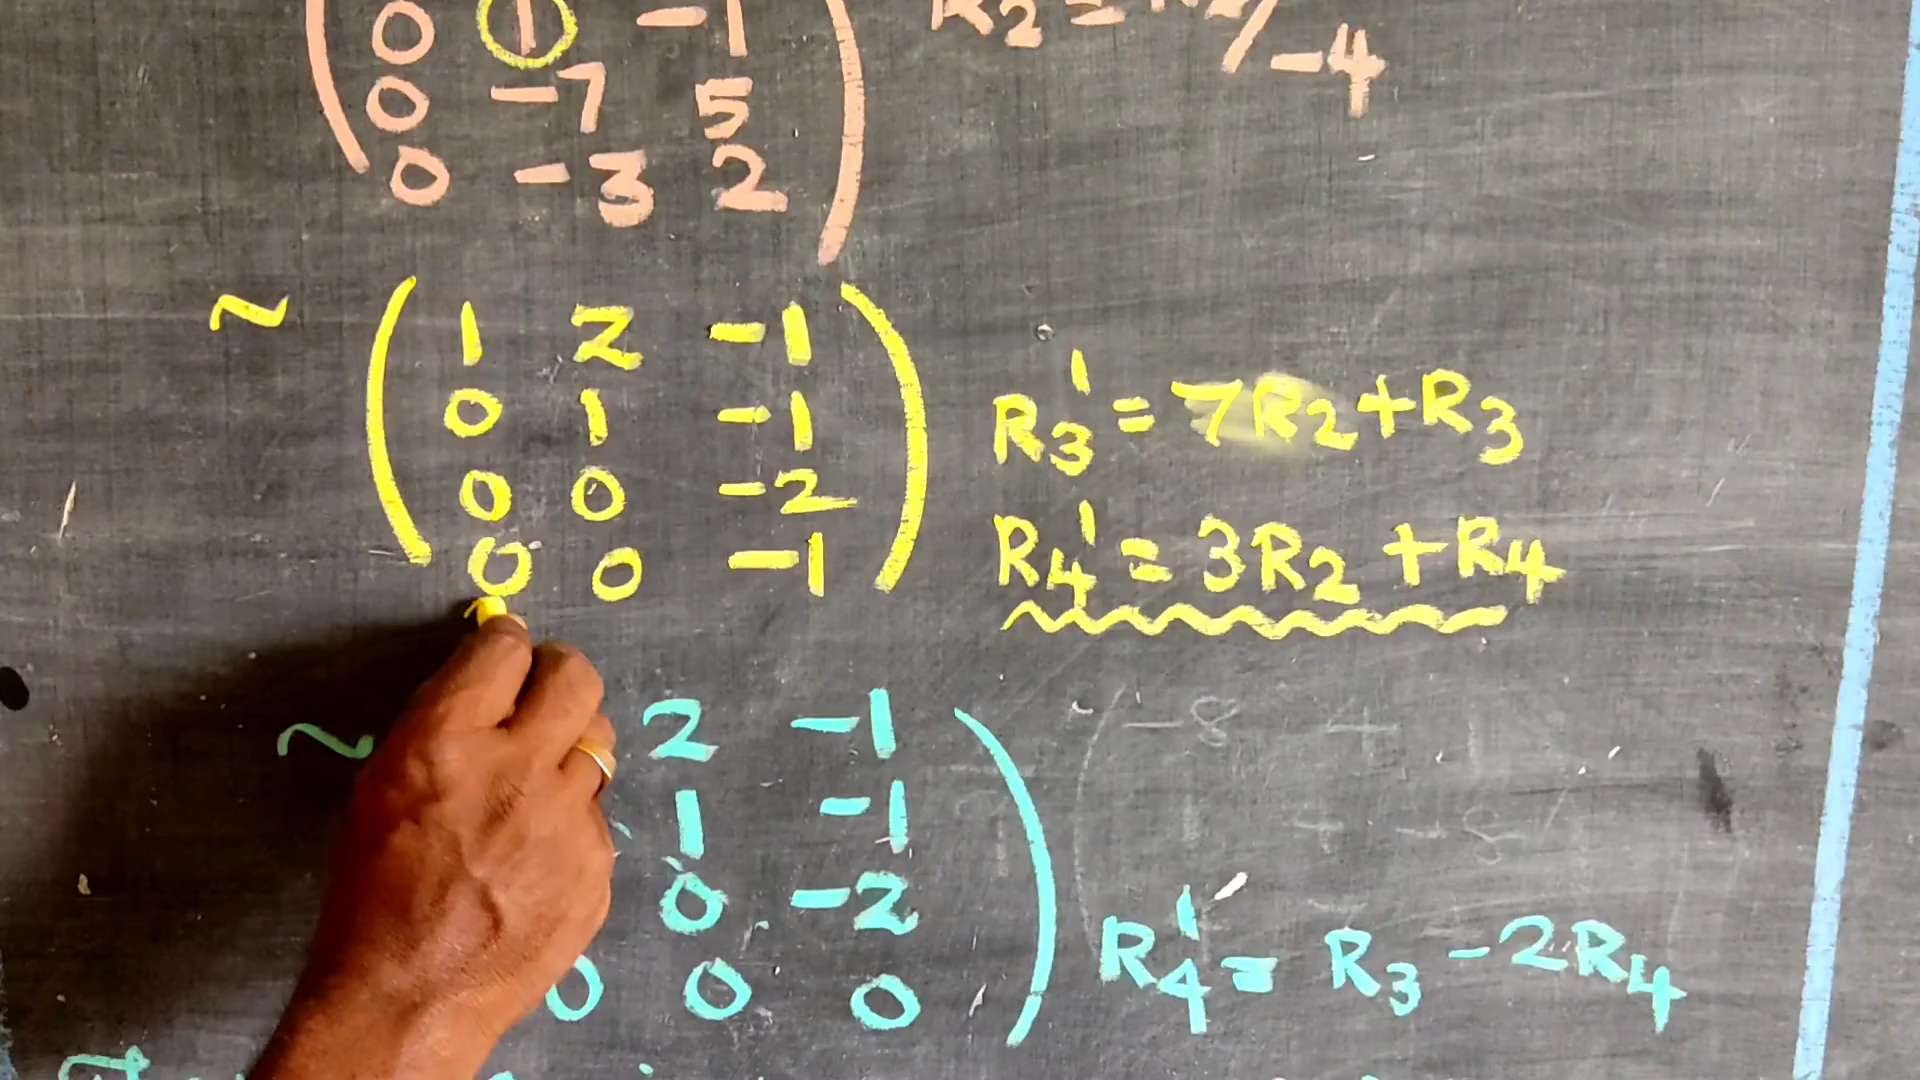 0 1 -1
R2 = R2/-4
0 -7 5
0 -3 2
~ 1 2 -1
0 1 -1 R3' = 7R2+R3
0 0 -2
0 0 -1 R4' = 3R2+R4
~ 2 -1
1 -1
0 -2
0 0 0 R4' = R3 - 2R4